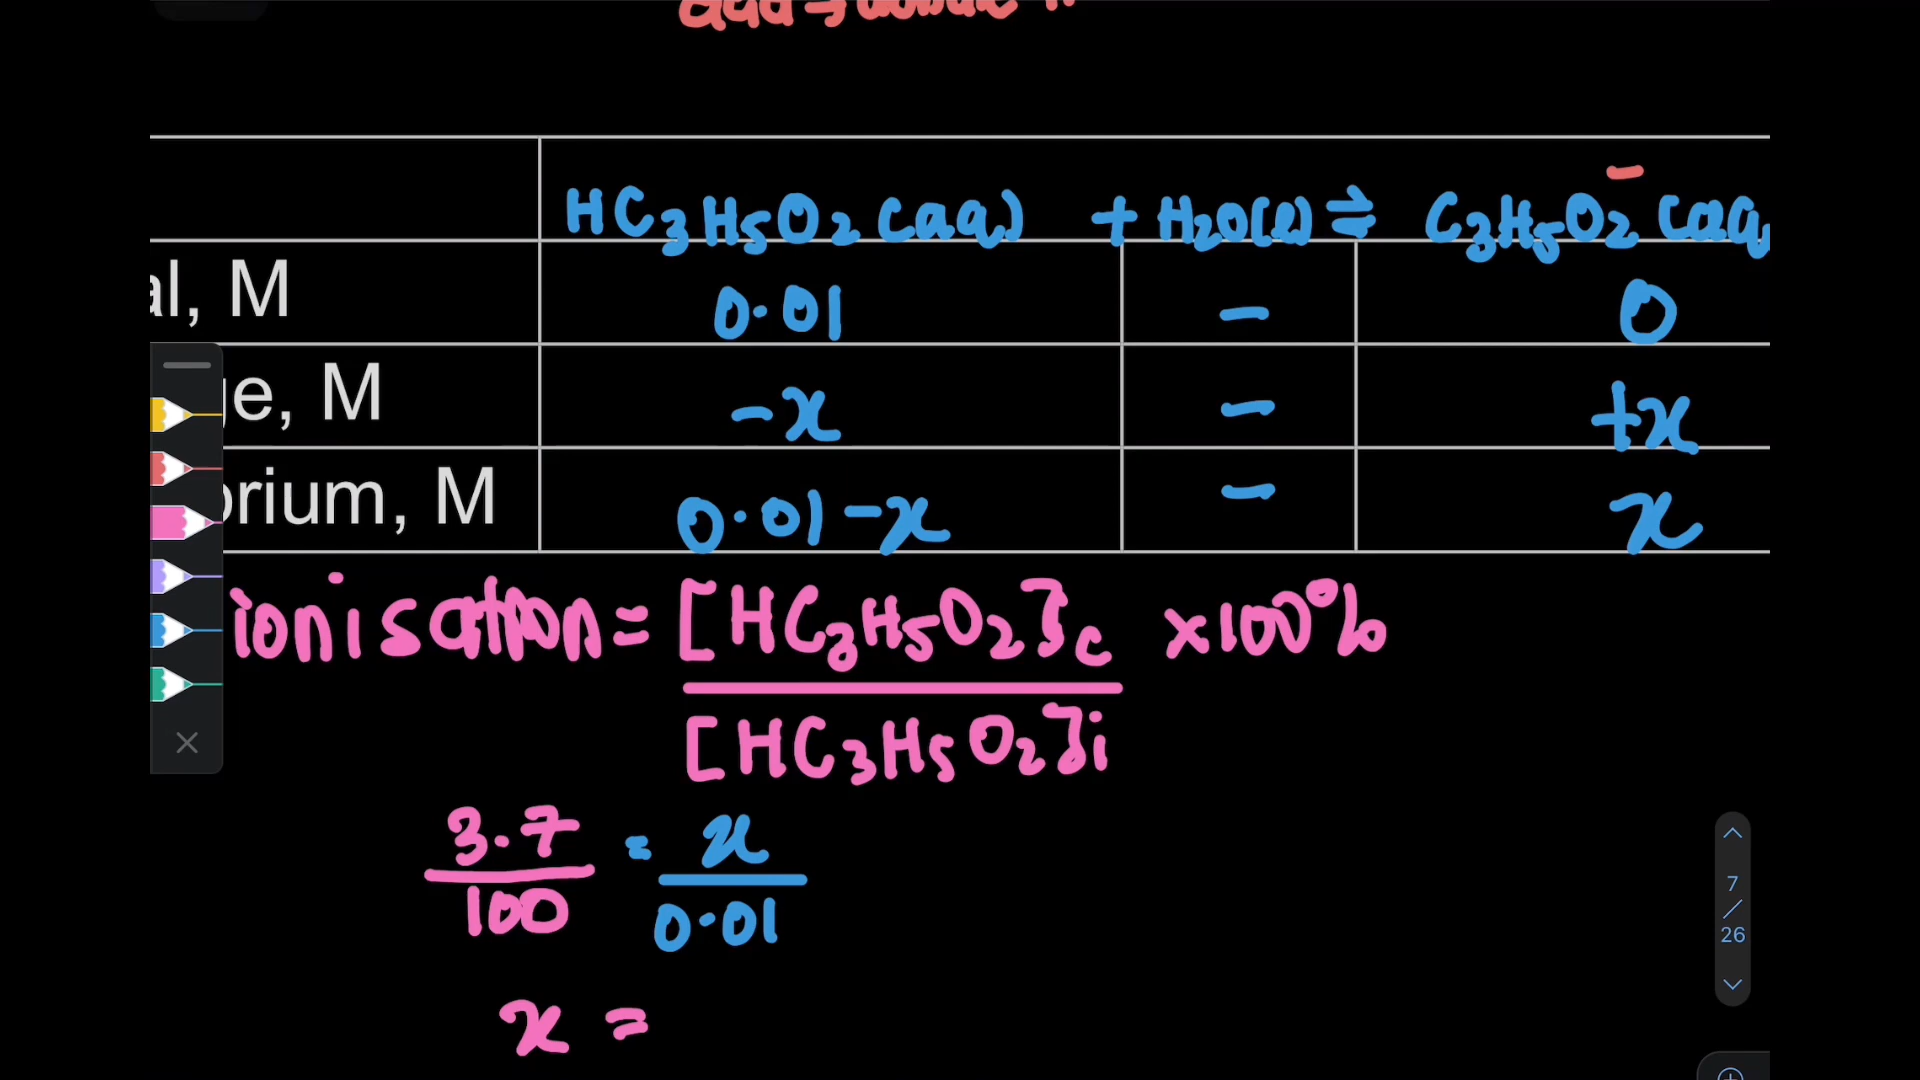 HC3H5O2 (aq) + H2O(l) ⇌ C3H5O2⁻ (aq
al, M 0.01 – 0
ge, M -x – +x
orium, M 0.01-x – x
ionisation = [HC3H5O2]c ×100%
[HC3H5O2]i
3.7 = x
100 0.01
x =
7
/
26